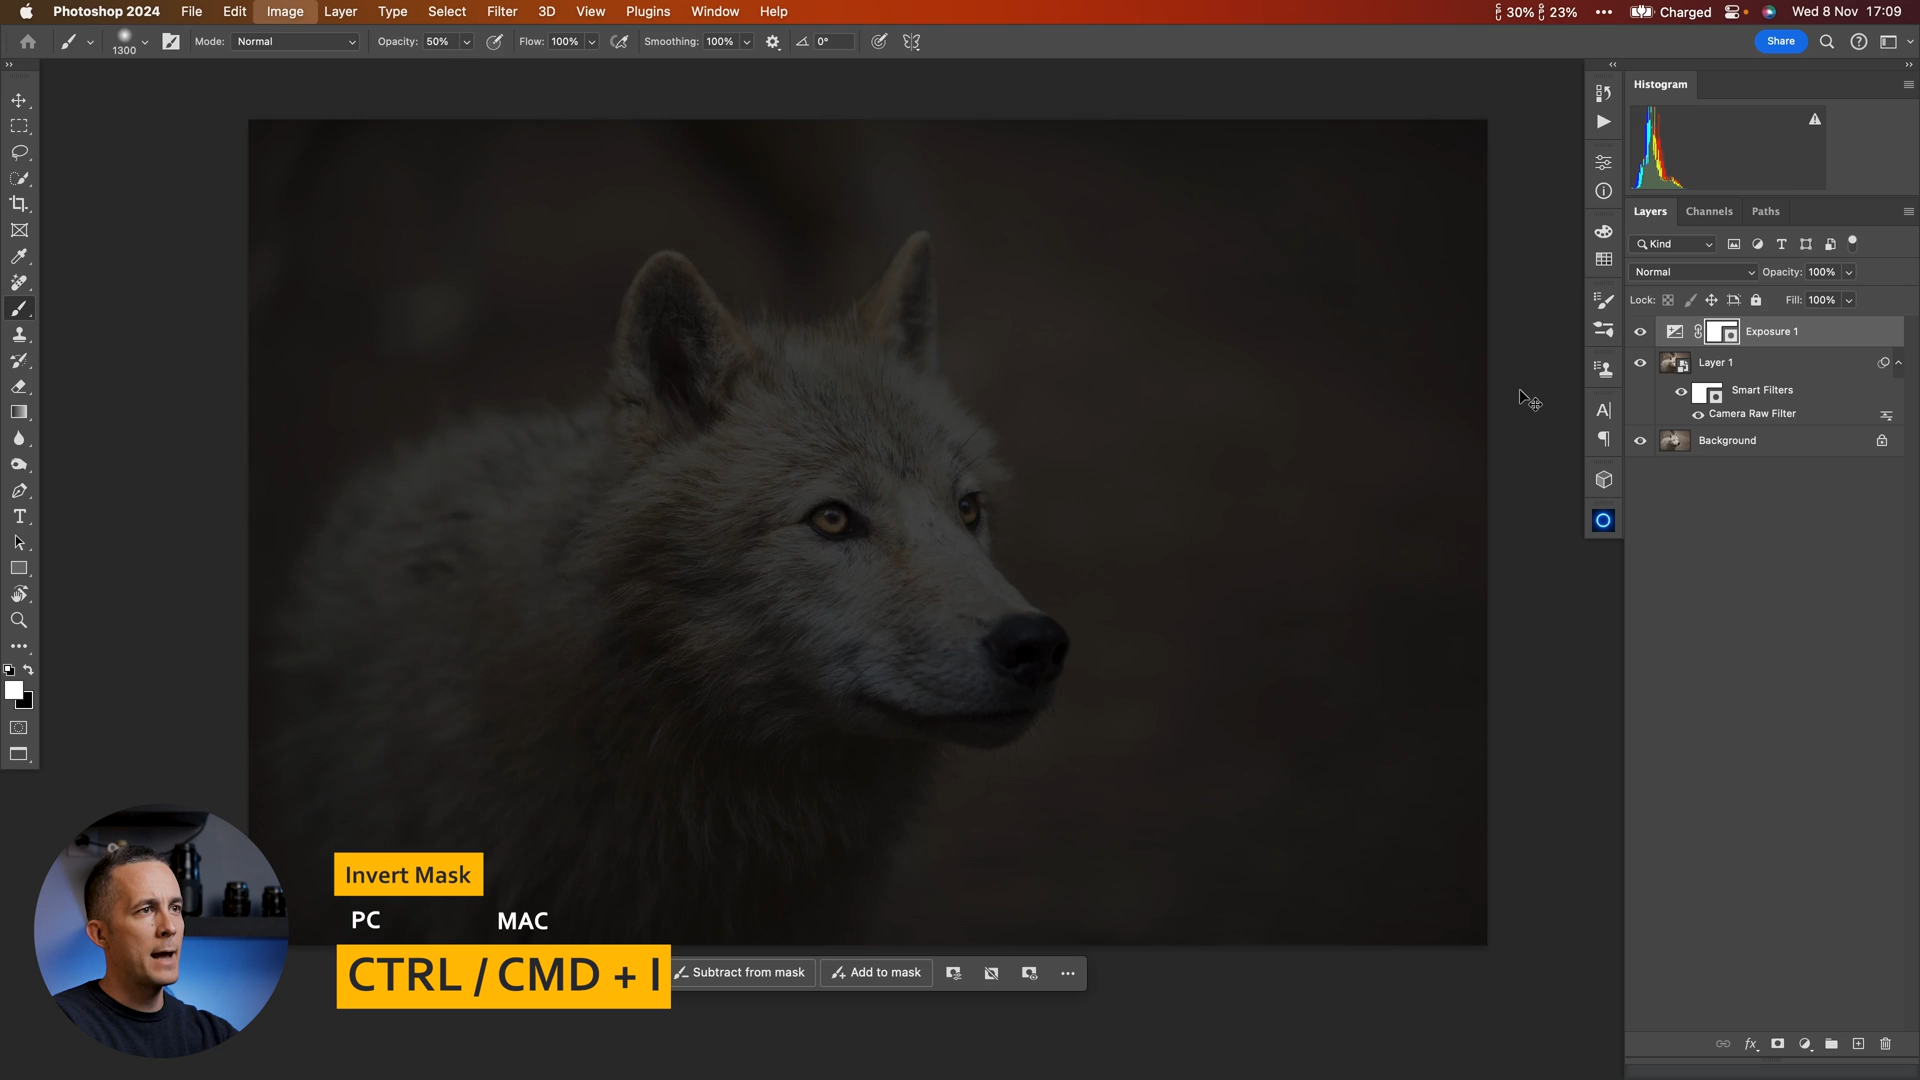 Photoshop 2024 File Edit Image Layer Type Select Filter 3D View Plugins Window Help 30% 23% Charged Wed 8 Nov 17:09
1300 Mode: Normal Opacity: 50% Flow: 100% Smoothing: 100% 0° Share
Histogram
Layers Channels Paths
Kind
Normal Opacity: 100%
Lock: Fill: 100%
Exposure 1
Layer 1
Smart Filters
Camera Raw Filter
Background
Invert Mask
PC MAC
CTRL / CMD + I
Subtract from mask Add to mask